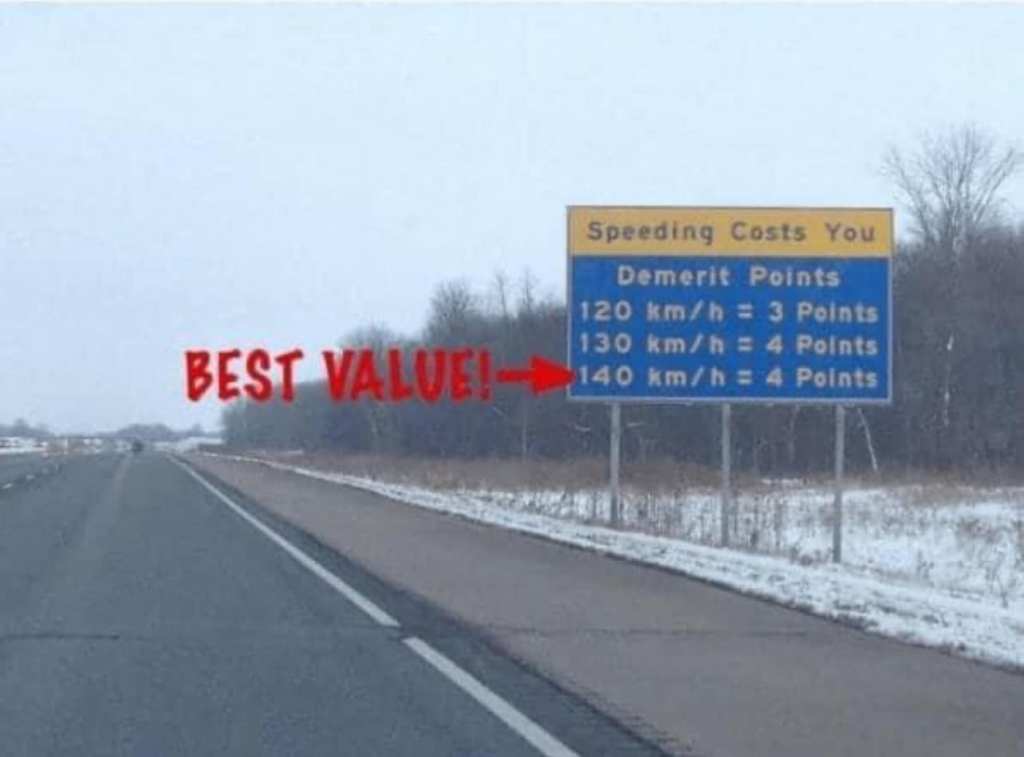 Speeding Costs You
Demerit Points
120 km/h = 3 Points
130 km/h = 4 Points
BEST VALUE!
140 km/h = 4 Points